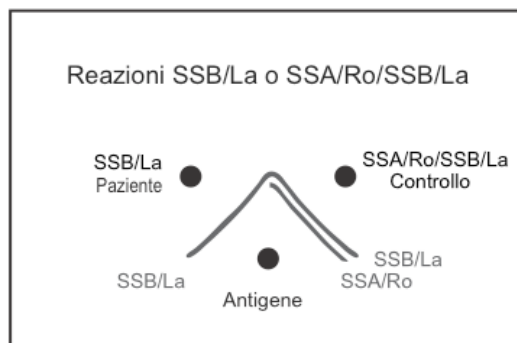 Reazioni SSB/La o SSA/Ro/SSB/La
SSB/La
Paziente
SSA/Ro/SSB/La
Controllo
SSB/La
SSB/La
SSA/Ro
Antigene